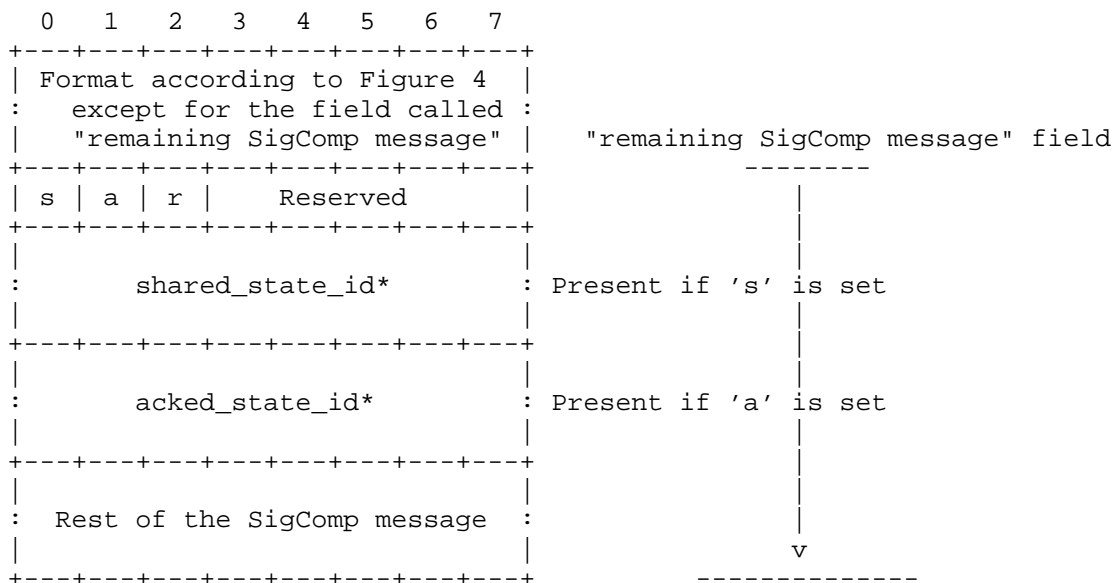 0   1   2   3   4   5   6   7
+---+---+---+---+---+---+---+---+
| Format according to Figure 4  |
:   except for the field called :
|   "remaining SigComp message" |   "remaining SigComp message" field
+---+---+---+---+---+---+---+---+             --------
| s | a | r |    Reserved       |                |
+---+---+---+---+---+---+---+---+                |
|                               |                |
:       shared_state_id*        : Present if ’s’ is set
|                               |                |
+---+---+---+---+---+---+---+---+                |
|                               |                |
:       acked_state_id*         : Present if ’a’ is set
|                               |                |
+---+---+---+---+---+---+---+---+                |
|                               |                |
:  Rest of the SigComp message  :                |
|                               |                v
+---+---+---+---+---+---+---+---+          --------------